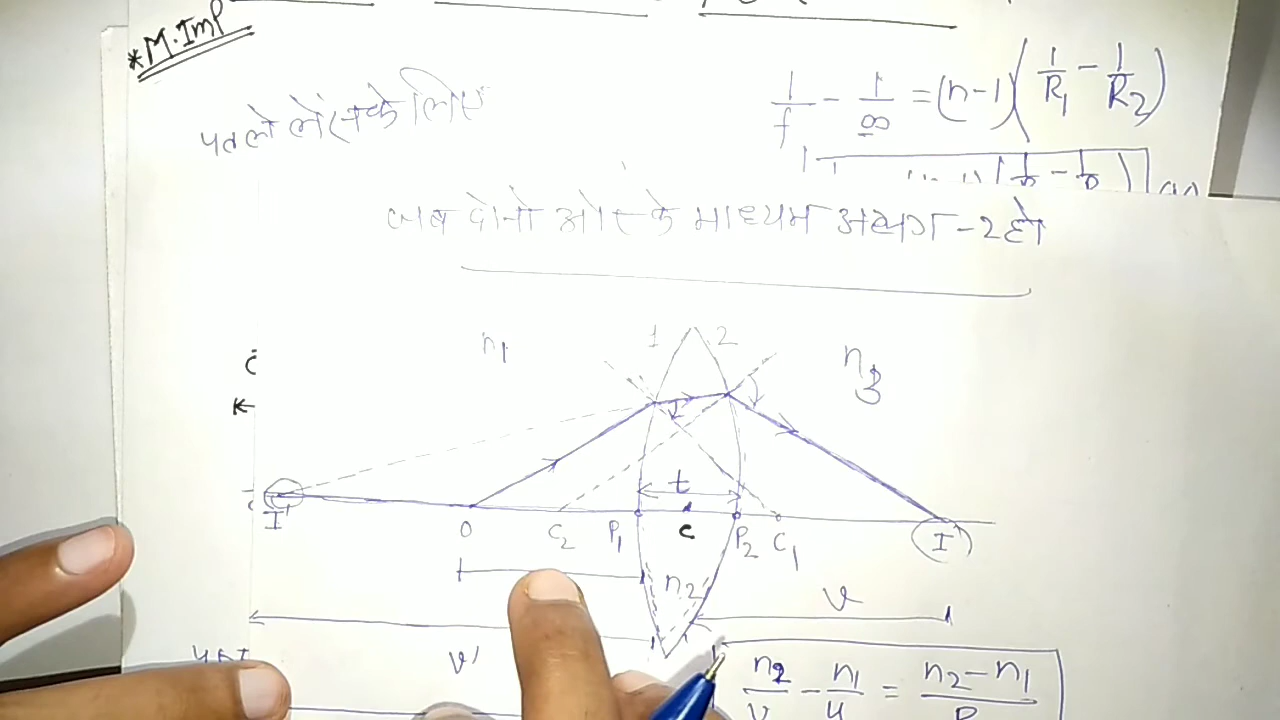 *M.Imp
1/f - 1/∞ = (n-1)(1/R₁ - 1/R₂)
पतले लेंस के लिए
जब दोनो ओर के माध्यम अलग-2 हो
n₁ 1 2 n₃
t
I' O C₂ P₁ C P₂ C₁ I
n₂
v
v'
n₂/v - n₁/u = n₂-n₁/R